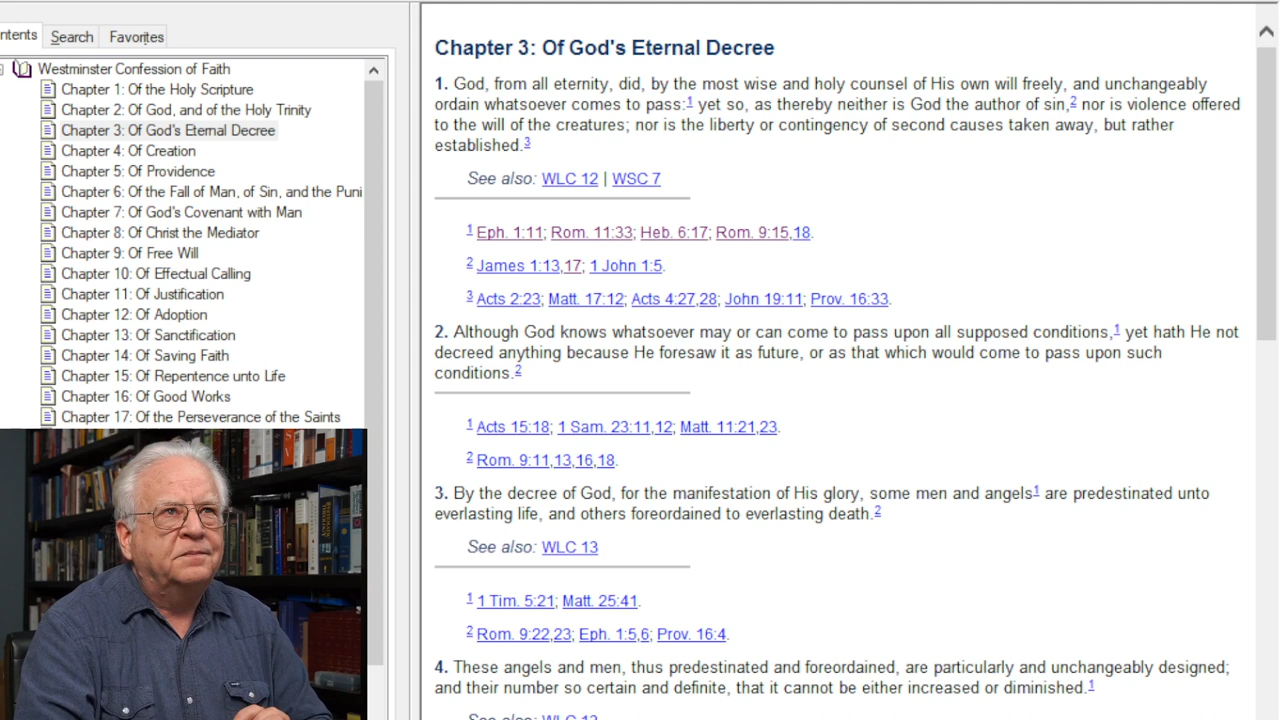 ntents
Search
Favorites
Westminster Confession of Faith
Chapter 1: Of the Holy Scripture
Chapter 2: Of God, and of the Holy Trinity
Chapter 3: Of God's Eternal Decree
Chapter 4: Of Creation
Chapter 5: Of Providence
Chapter 6: Of the Fall of Man, of Sin, and the Puni
Chapter 7: Of God's Covenant with Man
Chapter 8: Of Christ the Mediator
Chapter 9: Of Free Will
Chapter 10: Of Effectual Calling
Chapter 11: Of Justification
Chapter 12: Of Adoption
Chapter 13: Of Sanctification
Chapter 14: Of Saving Faith
Chapter 15: Of Repentence unto Life
Chapter 16: Of Good Works
Chapter 17: Of the Perseverance of the Saints
Chapter 3: Of God's Eternal Decree
1. God, from all eternity, did, by the most wise and holy counsel of His own will freely, and unchangeably
ordain whatsoever comes to pass:1 yet so, as thereby neither is God the author of sin,2 nor is violence offered
to the will of the creatures; nor is the liberty or contingency of second causes taken away, but rather
established.3
See also: WLC 12 | WSC 7
1 Eph. 1:11; Rom. 11:33; Heb. 6:17; Rom. 9:15,18.
2 James 1:13,17; 1 John 1:5.
3 Acts 2:23; Matt. 17:12; Acts 4:27,28; John 19:11; Prov. 16:33.
2. Although God knows whatsoever may or can come to pass upon all supposed conditions,1 yet hath He not
decreed anything because He foresaw it as future, or as that which would come to pass upon such
conditions.2
1 Acts 15:18; 1 Sam. 23:11,12; Matt. 11:21,23.
2 Rom. 9:11,13,16,18.
3. By the decree of God, for the manifestation of His glory, some men and angels1 are predestinated unto
everlasting life, and others foreordained to everlasting death.2
See also: WLC 13
1 1 Tim. 5:21; Matt. 25:41.
2 Rom. 9:22,23; Eph. 1:5,6; Prov. 16:4.
4. These angels and men, thus predestinated and foreordained, are particularly and unchangeably designed;
and their number so certain and definite, that it cannot be either increased or diminished.1
See also: WLC 13